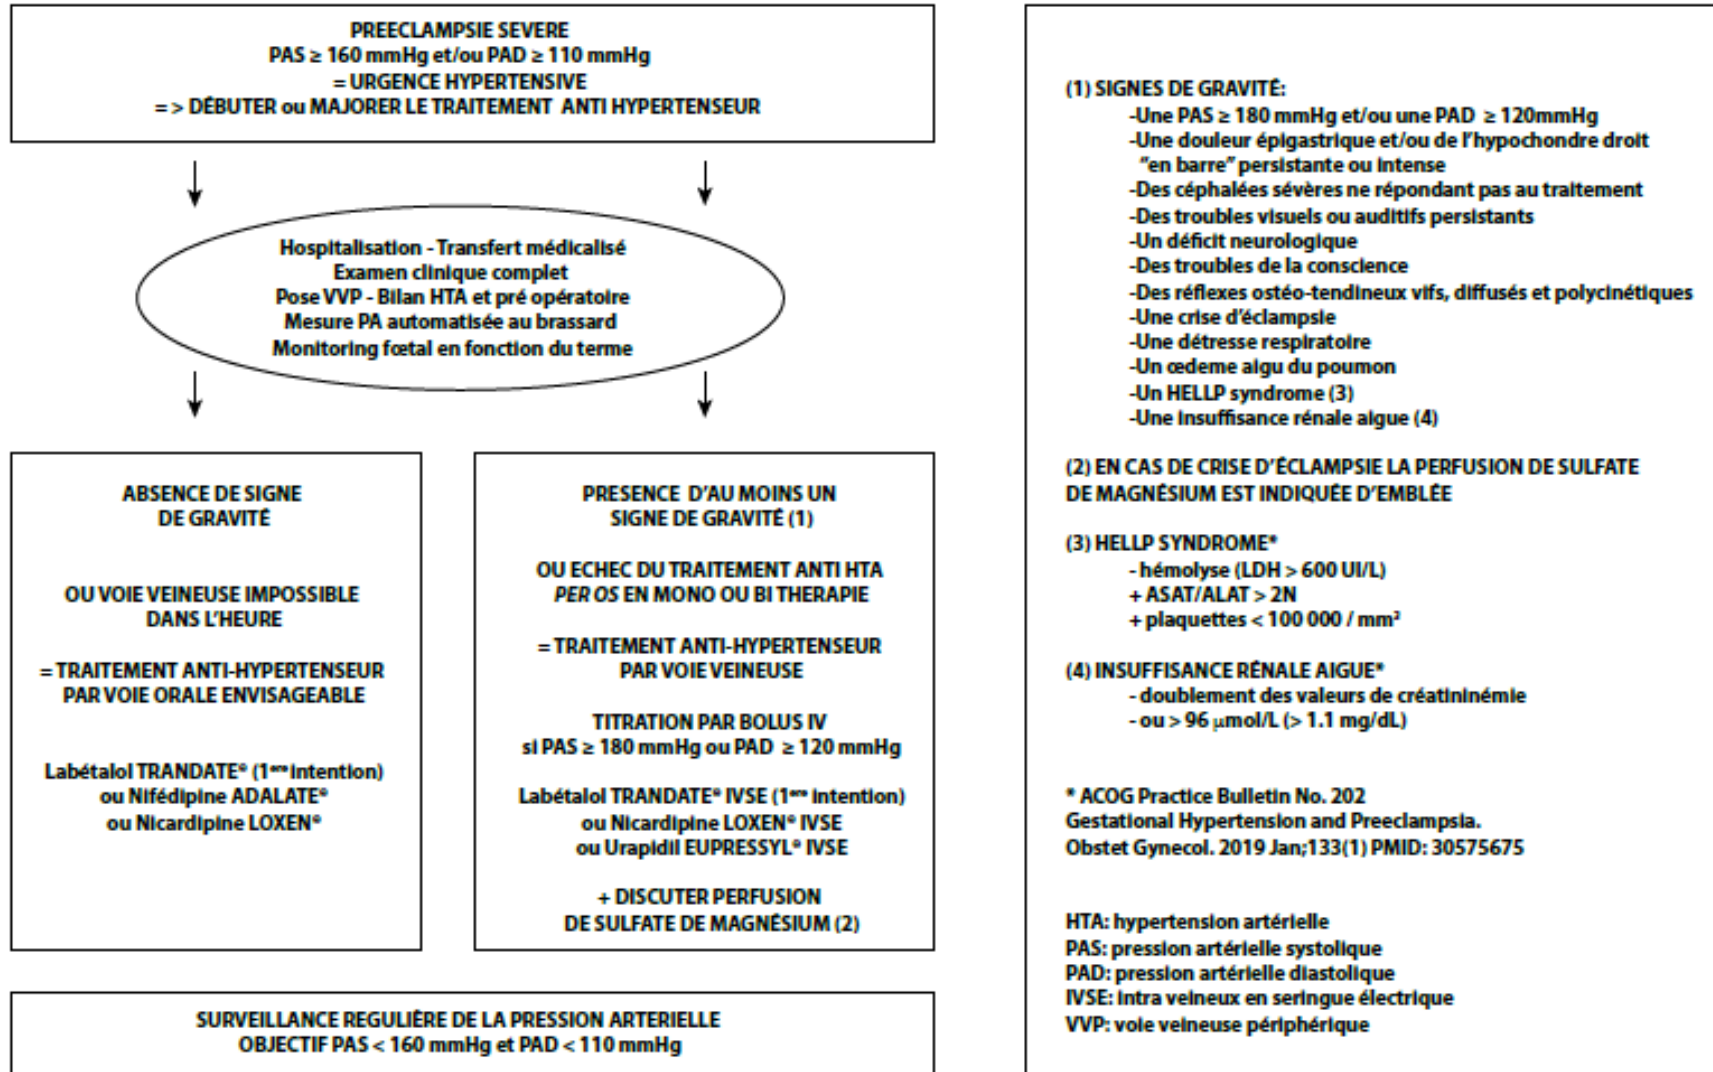 PREECLAMPSIE SEVERE
PAS ≥ 160 mmHg et/ou PAD ≥ 110 mmHg
= URGENCE HYPERTENSIVE
= > DÉBUTER ou MAJORER LE TRAITEMENT ANTI HYPERTENSEUR
Hospitalisation - Transfert médicalisé
Examen clinique complet
Pose VVP - Bilan HTA et pré opératoire
Mesure PA automatisée au brassard
Monitoring fœtal en fonction du terme
ABSENCE DE SIGNE
DE GRAVITÉ
OU VOIE VEINEUSE IMPOSSIBLE
DANS L'HEURE
= TRAITEMENT ANTI-HYPERTENSEUR
PAR VOIE ORALE ENVISAGEABLE
Labétalol TRANDATE® (1ere intention)
ou Nifédipine ADALATE®
ou Nicardipine LOXEN®
PRESENCE D'AU MOINS UN
SIGNE DE GRAVITÉ (1)
OU ECHEC DU TRAITEMENT ANTI HTA
PER OS EN MONO OU BI THERAPIE
= TRAITEMENT ANTI-HYPERTENSEUR
PAR VOIE VEINEUSE
TITRATION PAR BOLUS IV
si PAS ≥ 180 mmHg ou PAD ≥ 120 mmHg
Labétalol TRANDATE® IVSE (1ere intention)
ou Nicardipine LOXEN® IVSE
ou Urapidil EUPRESSYL® IVSE
+ DISCUTER PERFUSION
DE SULFATE DE MAGNÉSIUM (2)
SURVEILLANCE REGULIÈRE DE LA PRESSION ARTERIELLE
OBJECTIF PAS < 160 mmHg et PAD < 110 mmHg
(1) SIGNES DE GRAVITÉ:
-Une PAS ≥ 180 mmHg et/ou une PAD ≥ 120mmHg
-Une douleur épigastrique et/ou de l'hypochondre droit
"en barre" persistante ou intense
-Des céphalées sévères ne répondant pas au traitement
-Des troubles visuels ou auditifs persistants
-Un déficit neurologique
-Des troubles de la conscience
-Des réflexes ostéo-tendineux vifs, diffusés et polycinétiques
-Une crise d'éclampsie
-Une détresse respiratoire
-Un œdeme aigu du poumon
-Un HELLP syndrome (3)
-Une insuffisance rénale aigue (4)
(2) EN CAS DE CRISE D'ÉCLAMPSIE LA PERFUSION DE SULFATE
DE MAGNÉSIUM EST INDIQUÉE D'EMBLÉE
(3) HELLP SYNDROME*
- hémolyse (LDH > 600 UI/L)
+ ASAT/ALAT > 2N
+ plaquettes < 100 000 / mm²
(4) INSUFFISANCE RÉNALE AIGUE*
- doublement des valeurs de créatininémie
- ou > 96 µmol/L (> 1.1 mg/dL)
* ACOG Practice Bulletin No. 202
Gestational Hypertension and Preeclampsia.
Obstet Gynecol. 2019 Jan;133(1) PMID: 30575675
HTA: hypertension artérielle
PAS: pression artérielle systolique
PAD: pression artérielle diastolique
IVSE: intra veineux en seringue électrique
VVP: voie veineuse périphérique